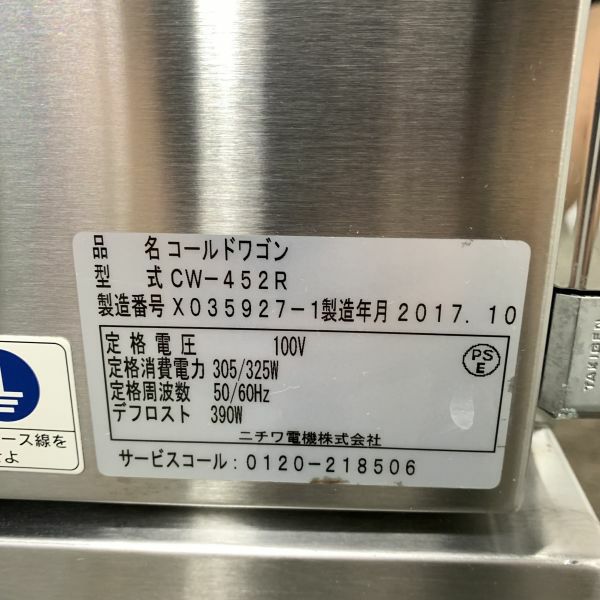 品 名 コールドワゴン
型 式 CW-452R
製造番号 X035927-1 製造年月 2017.10
定格電圧 100V
定格消費電力 305/325W
定格周波数 50/60Hz
デフロスト 390W
PS
E
ニチワ電機株式会社
サービスコール:0120-218506
ース線を
よ
TAKIGEN